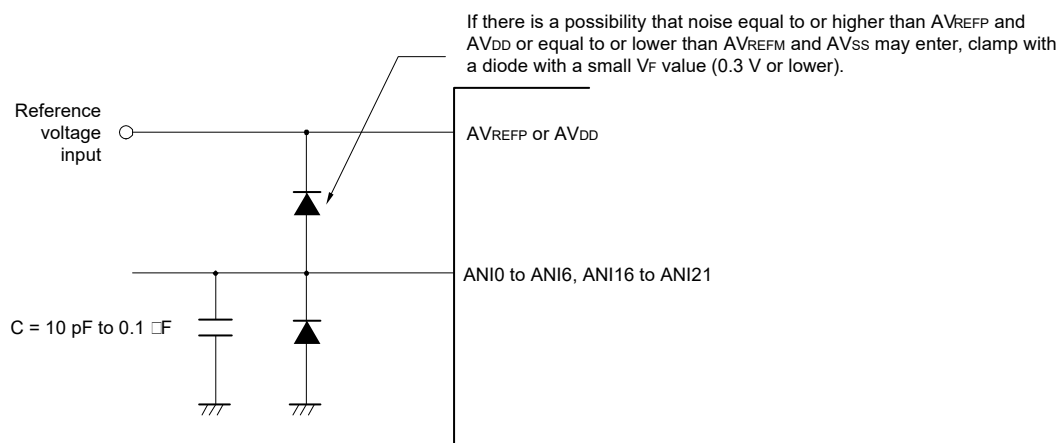 If there is a possibility that noise equal to or higher than AVREFP and
AVDD or equal to or lower than AVREFM and AVSS may enter, clamp with
a diode with a small VF value (0.3 V or lower).
Reference
voltage
input
AVREFP or AVDD
ANI0 to ANI6, ANI16 to ANI21
C = 10 pF to 0.1 □F